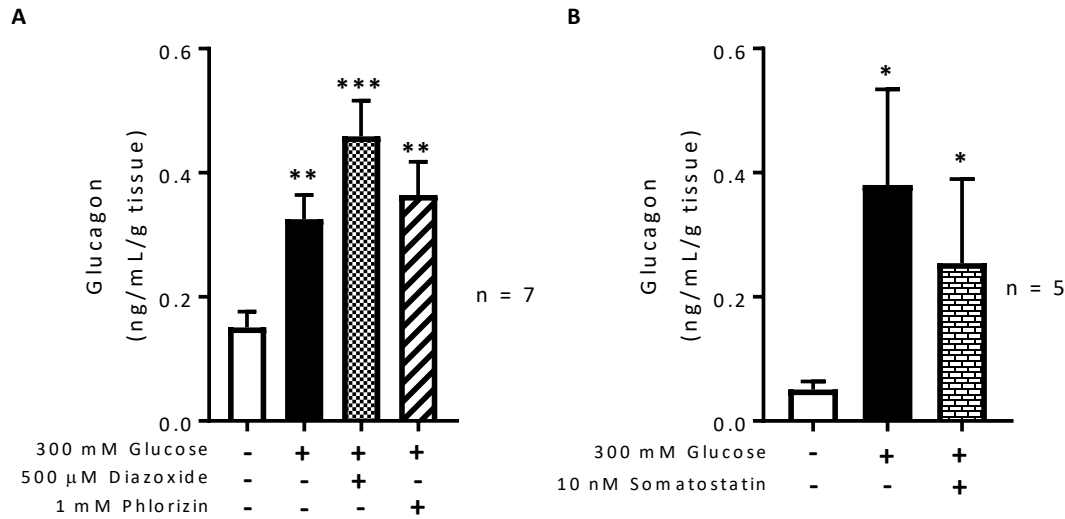 A
0.6
0.4
0.2
0.0
Glucagon
(ng/mL/g tissue)
**
***
**
n = 7
300 mM Glucose - + + +
500 μM Diazoxide - - + -
1 mM Phlorizin - - - +
B
0.6
0.4
0.2
0.0
Glucagon
(ng/mL/g tissue)
*
*
n = 5
300 mM Glucose - + +
10 nM Somatostatin - - +